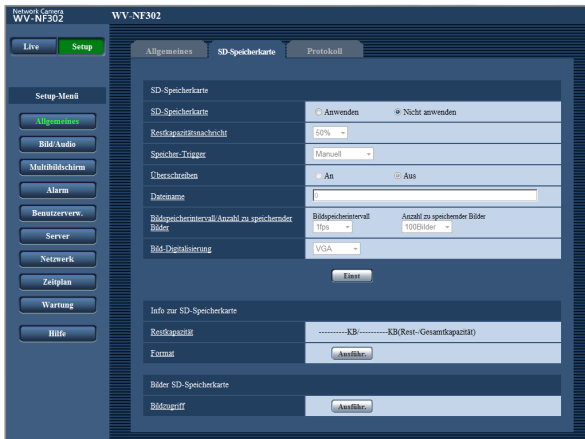 Network Camera
WV-NF302
WV-NF302
Live
Setup
Setup-Menü
Allgemeines
Bild/Audio
Multibildschirm
Alarm
Benutzerverw.
Server
Netzwerk
Zeitplan
Wartung
Hilfe
Allgemeines
SD-Speicherkarte
Protokoll
SD-Speicherkarte
SD-Speicherkarte
Anwenden
Nicht anwenden
Restkapazitätsnachricht
50%
Speicher-Trigger
Manuell
Überschreiben
An
Aus
Dateiname
0
Bildspeicherintervall/Anzahl zu speichernder
Bilder
Bildspeicherintervall
1fps
Anzahl zu speichernder Bilder
100Bilder
Bild-Digitalisierung
VGA
Einst
Info zur SD-Speicherkarte
Restkapazität
----------KB/----------KB(Rest-/Gesamtkapazität)
Format
Ausführ.
Bilder SD-Speicherkarte
Bildzugriff
Ausführ.